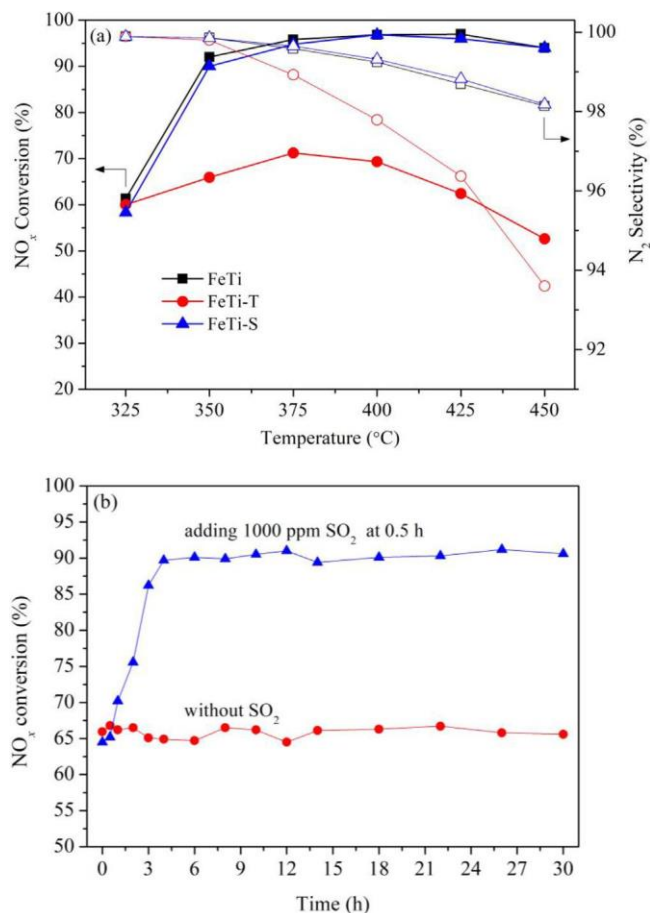 (a)
100
90
80
70
60
50
40
30
20
NOx Conversion (%)
100
98
96
94
92
N2 Selectivity (%)
FeTi
FeTi-T
FeTi-S
325 350 375 400 425 450
Temperature (°C)
(b)
100
95
90
85
80
75
70
65
60
55
50
NOx conversion (%)
adding 1000 ppm SO2 at 0.5 h
without SO2
0 3 6 9 12 15 18 21 24 27 30
Time (h)